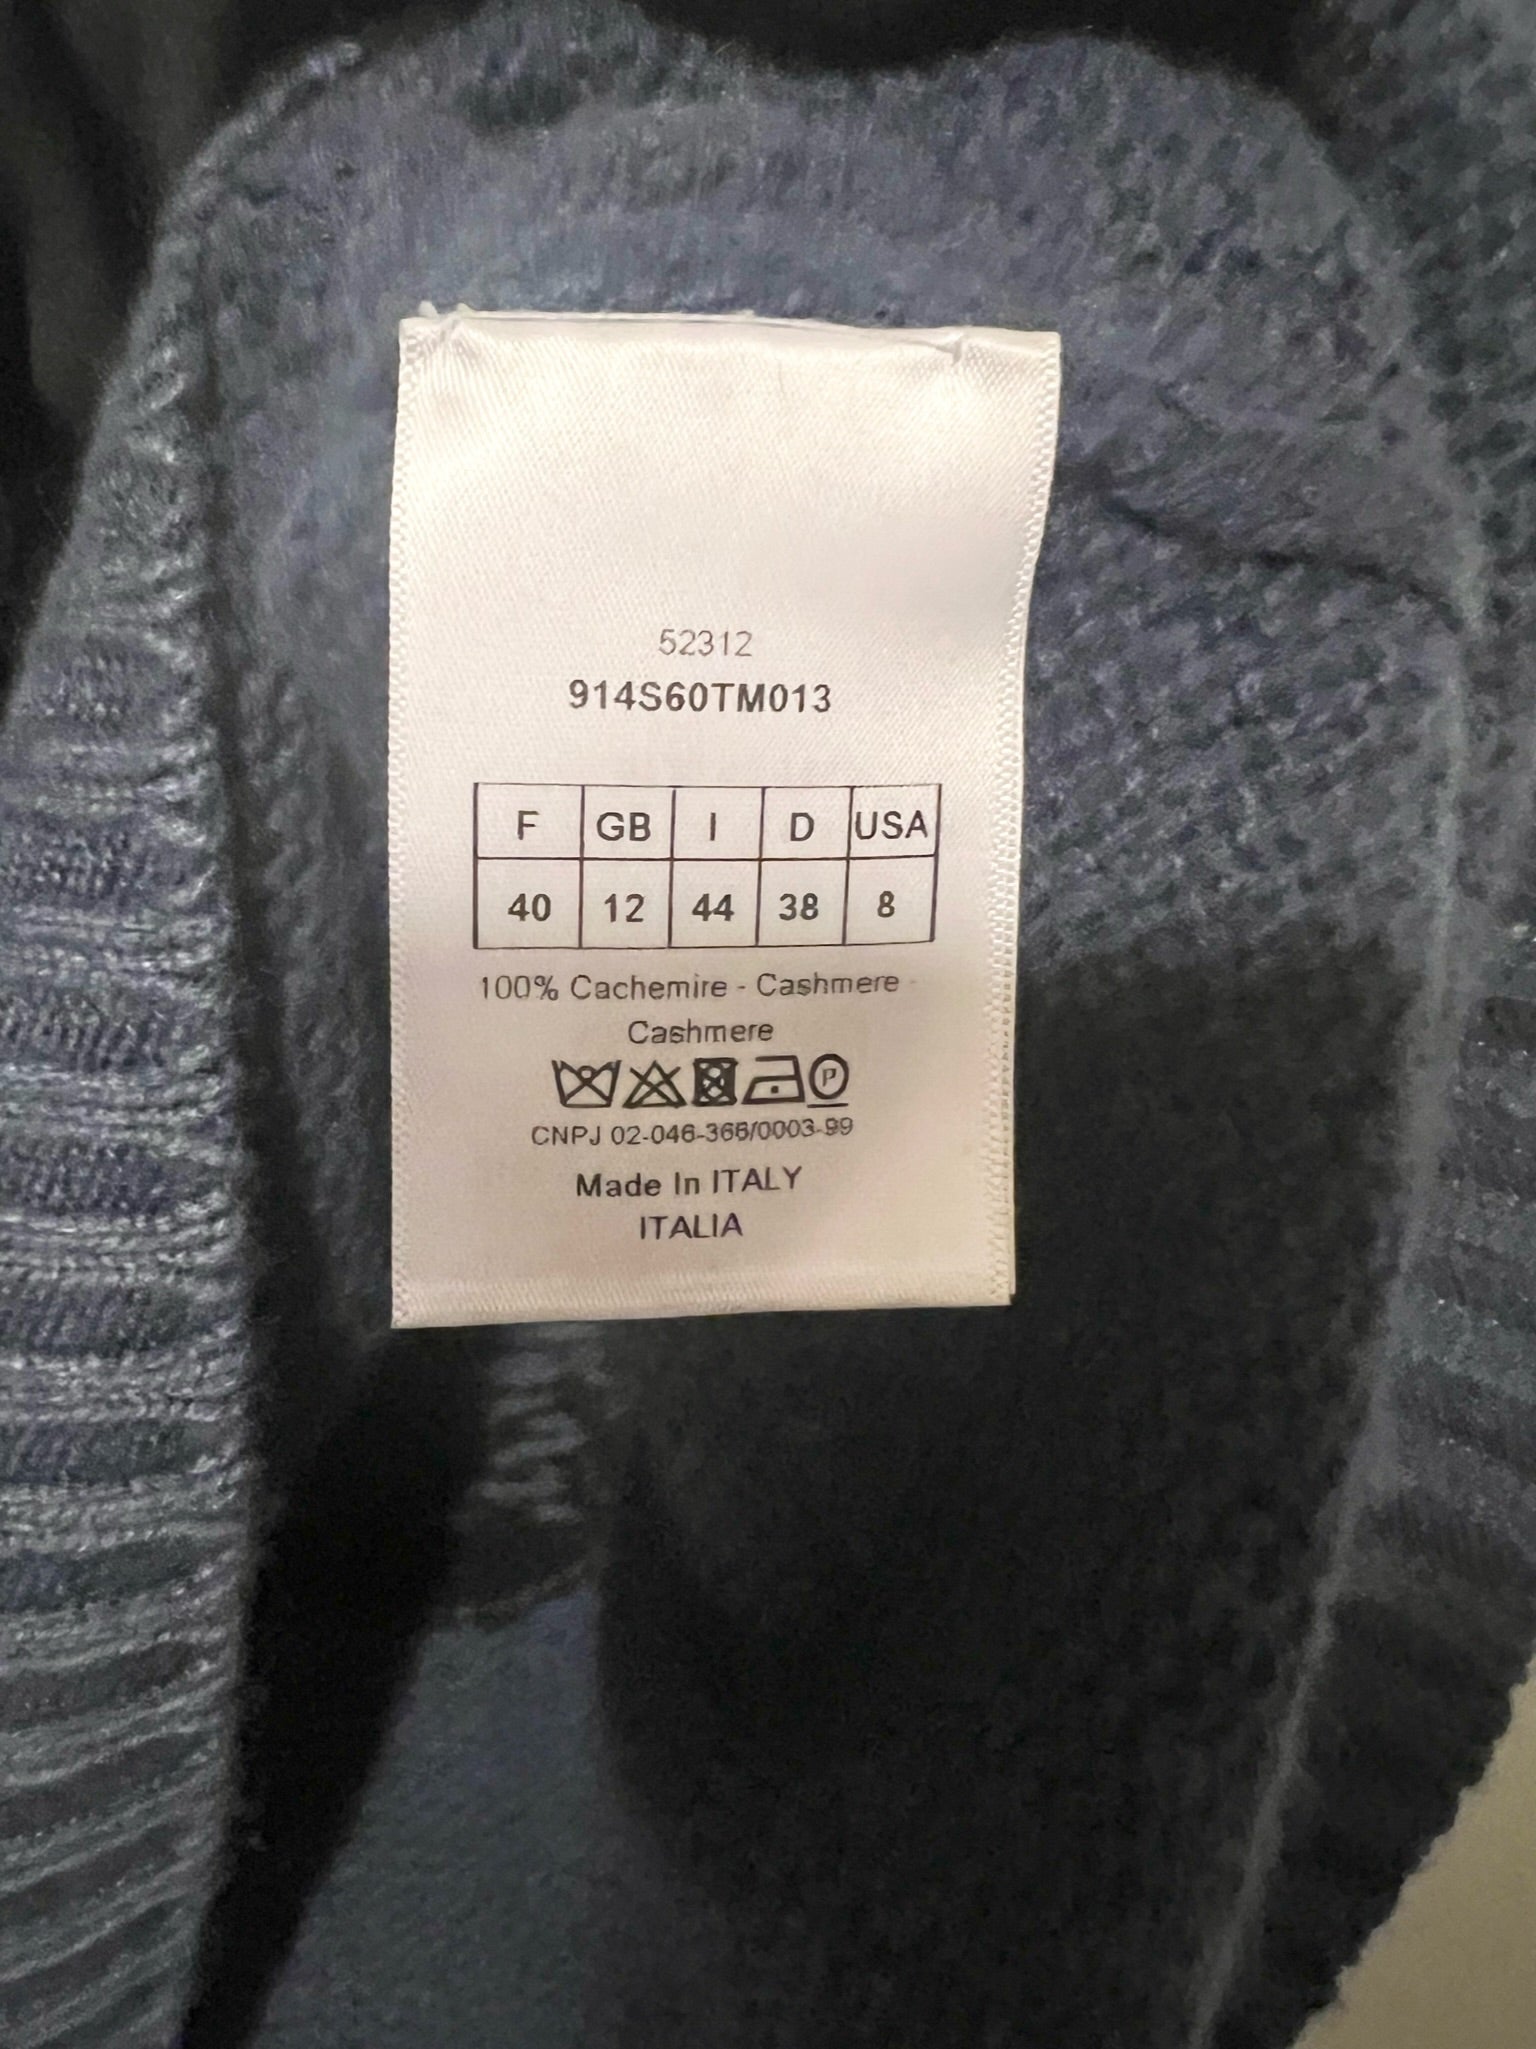 52312
914S60TM013
F GB I D USA
40 12 44 38 8
100% Cachemire - Cashmere -
Cashmere
P
CNPJ 02-046-366/0003-99
Made In ITALY
ITALIA